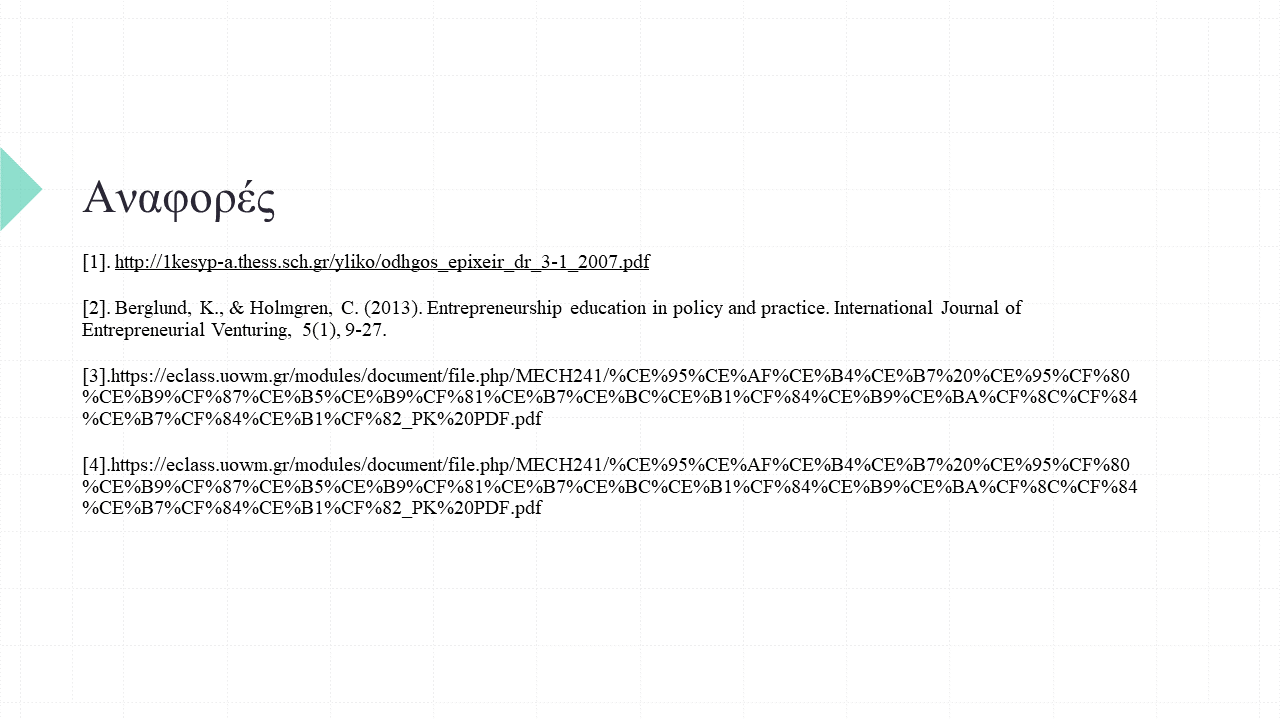 Αναφορές
[1]. http://1kesyp-a.thess.sch.gr/yliko/odhgos_epixeir_dr_3-1_2007.pdf
[2]. Berglund, K., & Holmgren, C. (2013). Entrepreneurship education in policy and practice. International Journal of
Entrepreneurial Venturing, 5(1), 9-27.
[3].https://eclass.uowm.gr/modules/document/file.php/MECH241/%CE%95%CE%AF%CE%B4%CE%B7%20%CE%95%CF%80
%CE%B9%CF%87%CE%B5%CE%B9%CF%81%CE%B7%CE%BC%CE%B1%CF%84%CE%B9%CE%BA%CF%8C%CF%84
%CE%B7%CF%84%CE%B1%CF%82_PK%20PDF.pdf
[4].https://eclass.uowm.gr/modules/document/file.php/MECH241/%CE%95%CE%AF%CE%B4%CE%B7%20%CE%95%CF%80
%CE%B9%CF%87%CE%B5%CE%B9%CF%81%CE%B7%CE%BC%CE%B1%CF%84%CE%B9%CE%BA%CF%8C%CF%84
%CE%B7%CF%84%CE%B1%CF%82_PK%20PDF.pdf